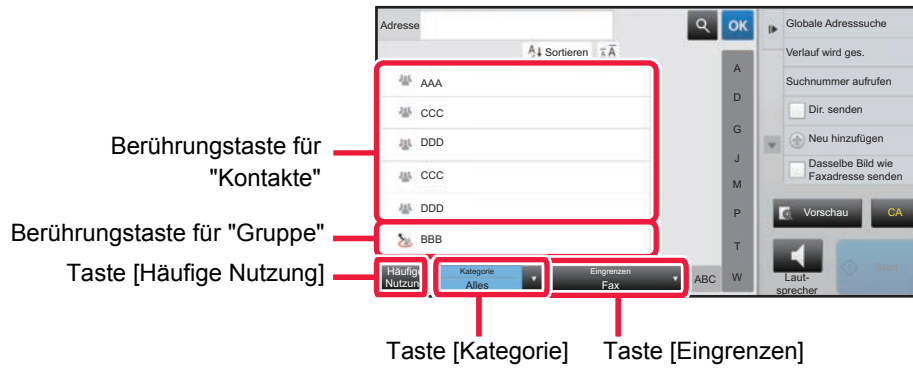 Adresse
OK
Globale Adresssuche
Sortieren
Verlauf wird ges.
Suchnummer aufrufen
Dir. senden
Neu hinzufügen
Dasselbe Bild wie
Faxadresse senden
Vorschau
CA
Laut-
sprecher
Start
AAA
CCC
DDD
CCC
DDD
BBB
A
D
G
J
M
P
T
W
ABC
Häufige
Nutzun
Kategorie
Alles
Eingrenzen
Fax
Berührungstaste für
"Kontakte"
Berührungstaste für "Gruppe"
Taste [Häufige Nutzung]
Taste [Kategorie]
Taste [Eingrenzen]